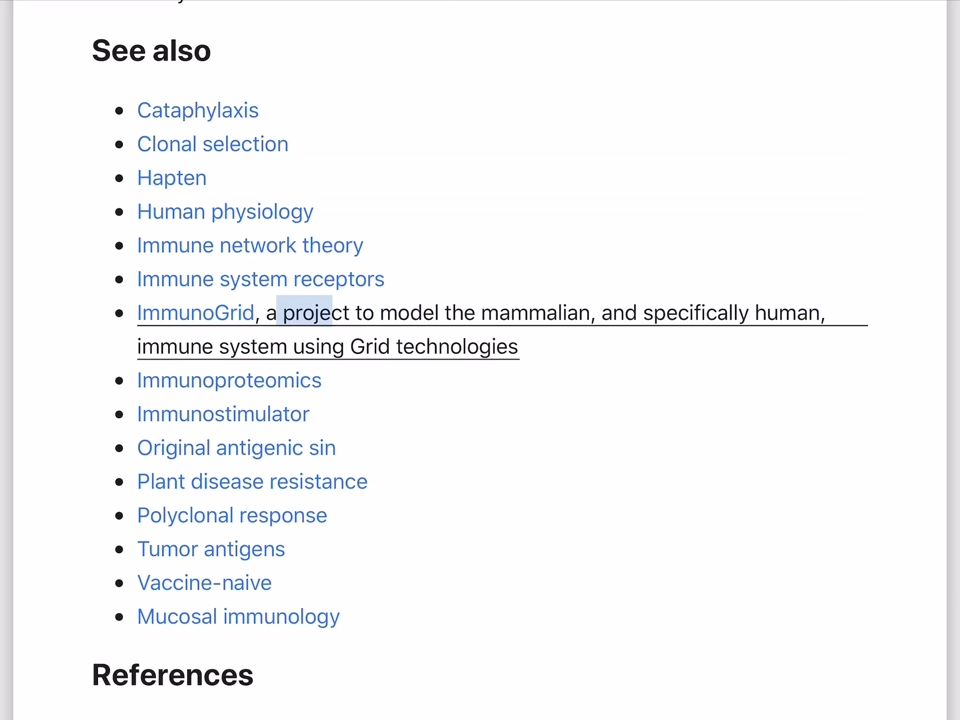 See also
Cataphylaxis
Clonal selection
Hapten
Human physiology
Immune network theory
Immune system receptors
ImmunoGrid, a project to model the mammalian, and specifically human,
immune system using Grid technologies
Immunoproteomics
Immunostimulator
Original antigenic sin
Plant disease resistance
Polyclonal response
Tumor antigens
Vaccine-naive
Mucosal immunology
References